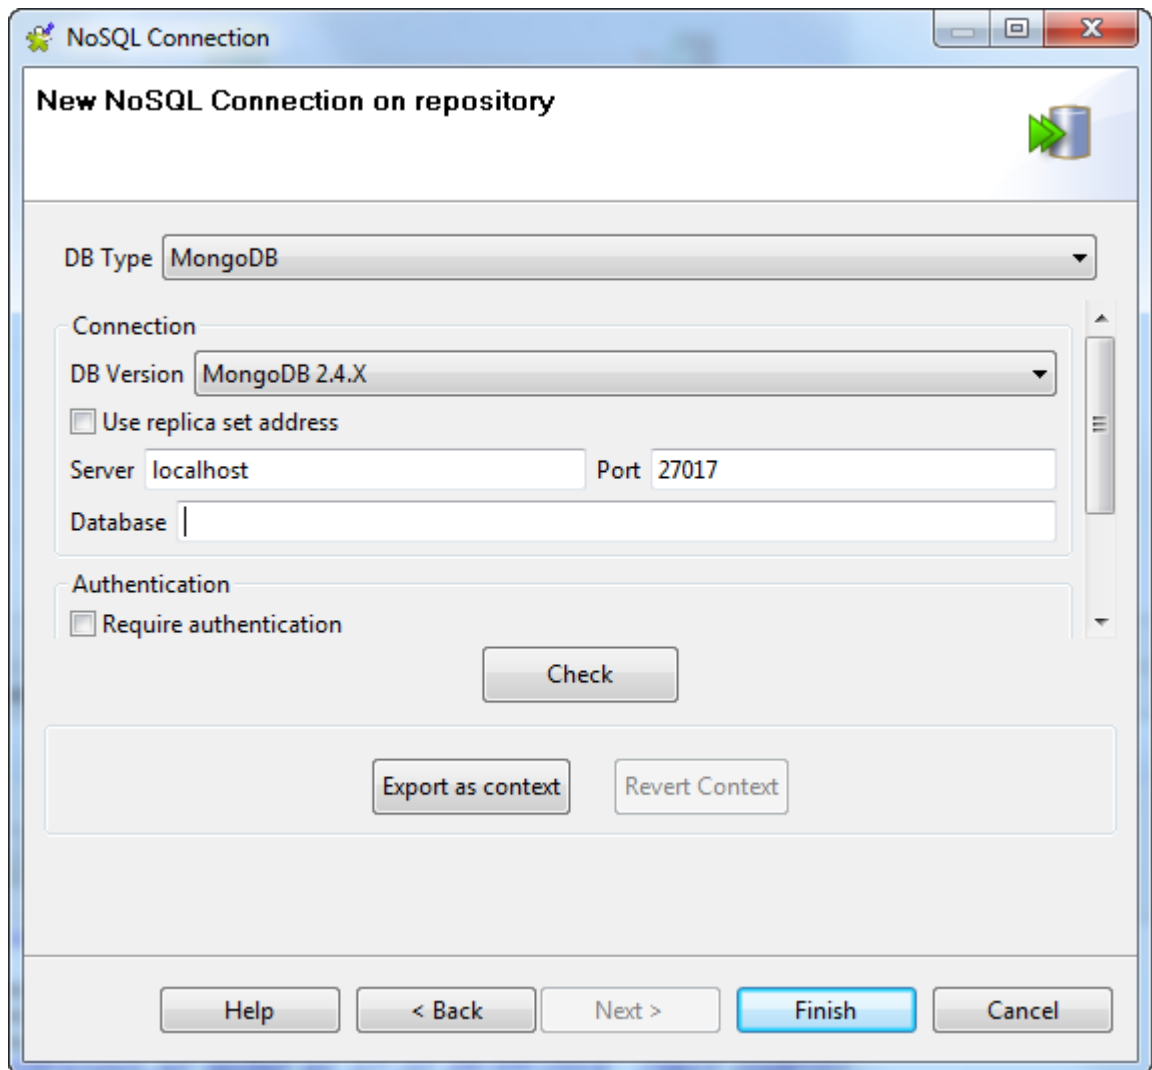 NoSQL Connection
New NoSQL Connection on repository
DB Type MongoDB
Connection
DB Version MongoDB 2.4.X
Use replica set address
Server localhost Port 27017
Database
Authentication
Require authentication
Check
Export as context Revert Context
Help < Back Next > Finish Cancel